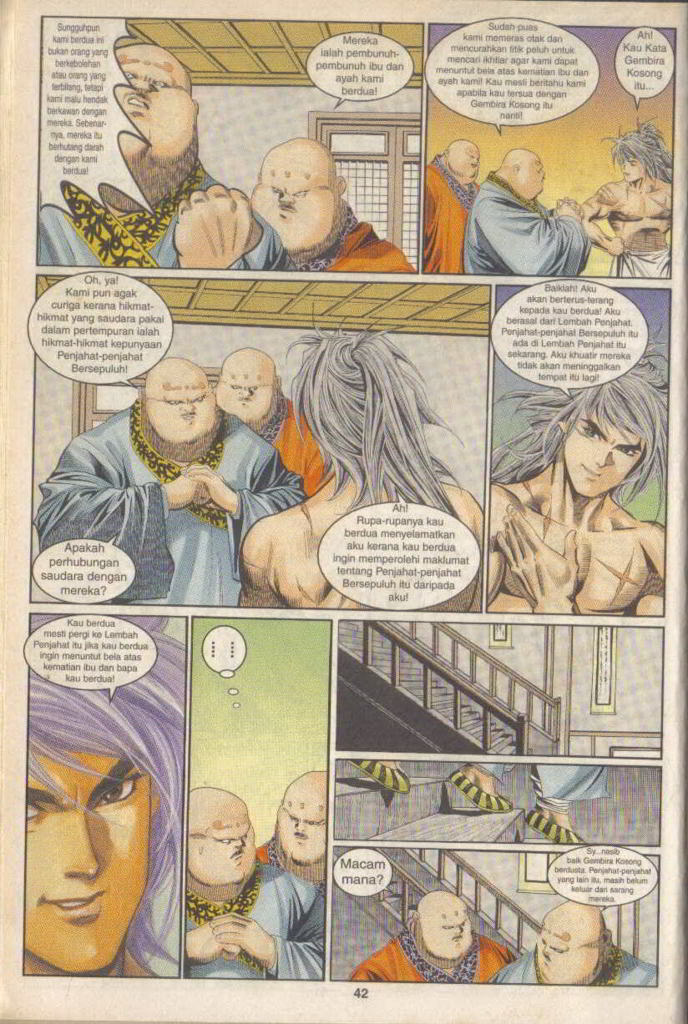 Sungguhpun
kami berdua ini
bukan orang yang
berkebolehan
atau orang yang
terbilang, tetapi
kami malu hendak
berkawan dengan
mereka. Sebenar-
nya, mereka itu
berhutang darah
dengan kami
berdua!
Mereka
ialah pembunuh-
pembunuh ibu dan
ayah kami
berdua!
Sudah puas
kami memeras otak dan
mencurahkan titik peluh untuk
mencari ikhtiar agar kami dapat
menuntut bela atas kematian ibu dan
ayah kami! Kau mesti beritahu kami
apabila kau tersua dengan
Gembira Kosong itu
nanti!
Ah!
Kau Kata
Gembira
Kosong
itu...
Oh, ya!
Kami pun agak
curiga kerana hikmat-
hikmat yang saudara pakai
dalam pertempuran ialah
hikmat-hikmat kepunyaan
Penjahat-penjahat
Bersepuluh!
Apakah
perhubungan
saudara dengan
mereka?
Ah!
Rupa-rupanya kau
berdua menyelamatkan
aku kerana kau berdua
ingin memperolehi maklumat
tentang Penjahat-penjahat
Bersepuluh itu daripada
aku!
Baiklah! Aku
akan berterus-terang
kepada kau berdua! Aku
berasal dari Lembah Penjahat.
Penjahat-penjahat Bersepuluh itu
ada di Lembah Penjahat itu
sekarang. Aku khuatir mereka
tidak akan meninggalkan
tempat itu lagi!
Kau berdua
mesti pergi ke Lembah
Penjahat itu jika kau berdua
ingin menuntut bela atas
kematian ibu dan bapa
kau berdua!
Macam
mana?
Sy...nasib
baik Gembira Kosong
berdusta. Penjahat-penjahat
yang lain itu, masih belum
keluar dari sarang
mereka.
42